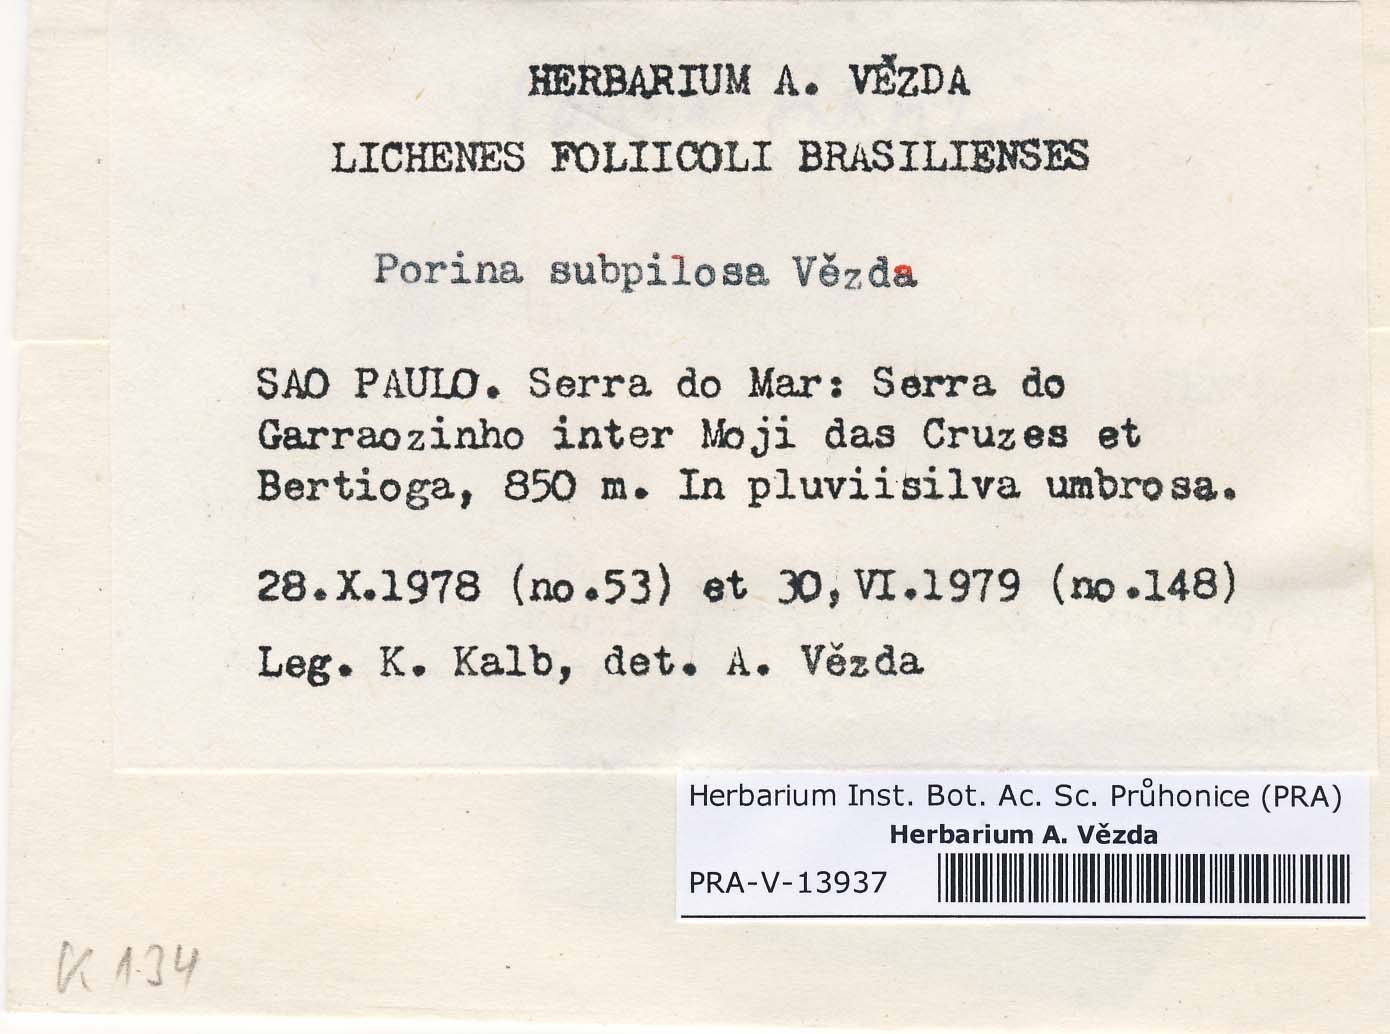 HERBARIUM A. VĚZDA
LICHENES FOLIICOLI BRASILIENSES
Porina subpilosa Vězda
SAO PAULO. Serra do Mar: Serra do
Garraozinho inter Moji das Cruzes et
Bertioga, 850 m. In pluviisilva umbrosa.
28.X.1978 (no.53) et 30,VI.1979 (no.148)
Leg. K. Kalb, det. A. Vězda
Herbarium Inst. Bot. Ac. Sc. Průhonice (PRA)
Herbarium A. Vězda
PRA-V-13937
K 134